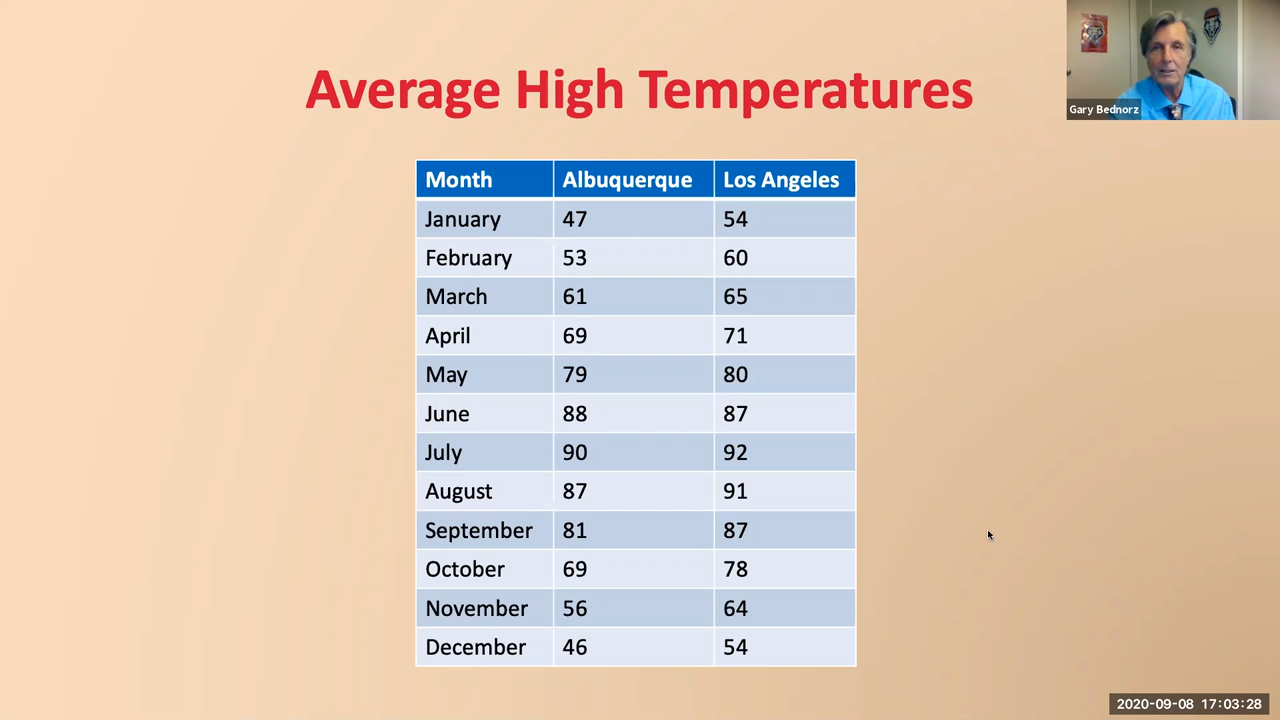 Average High Temperatures
Gary Bednorz
Month Albuquerque Los Angeles
January 47 54
February 53 60
March 61 65
April 69 71
May 79 80
June 88 87
July 90 92
August 87 91
September 81 87
October 69 78
November 56 64
December 46 54
2020-09-08 17:03:28